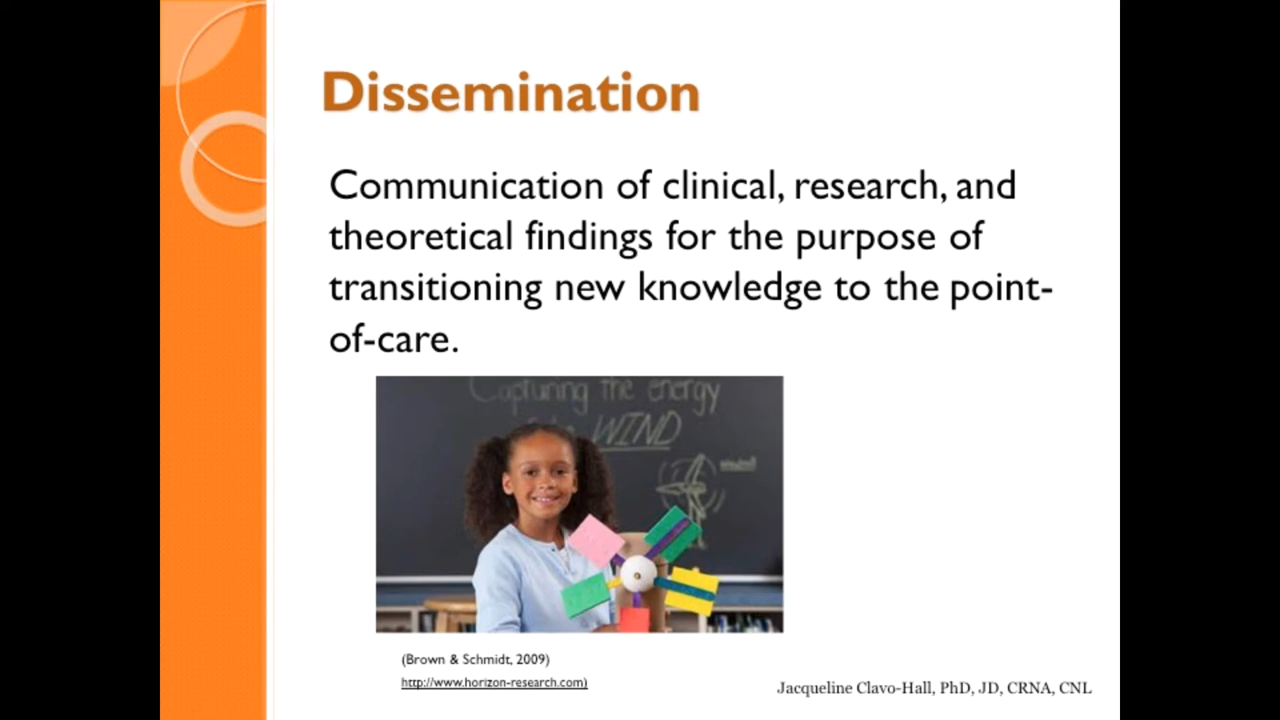 Dissemination
Communication of clinical, research, and
theoretical findings for the purpose of
transitioning new knowledge to the point-
of-care.
Capturing the energy
WIND
(Brown & Schmidt, 2009)
http://www.horizon-research.com)
Jacqueline Clavo-Hall, PhD, JD, CRNA, CNL